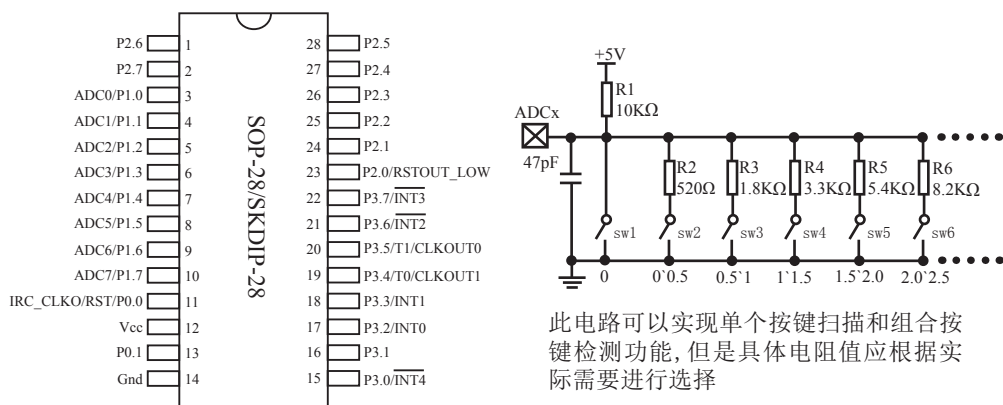 P2.6 1
P2.7 2
ADC0/P1.0 3
ADC1/P1.1 4
ADC2/P1.2 5
ADC3/P1.3 6
ADC4/P1.4 7
ADC5/P1.5 8
ADC6/P1.6 9
ADC7/P1.7 10
IRC_CLKO/RST/P0.0 11
Vcc 12
P0.1 13
Gnd 14
SOP-28/SKDIP-28
28 P2.5
27 P2.4
26 P2.3
25 P2.2
24 P2.1
23 P2.0/RSTOUT_LOW
22 P3.7/INT3
21 P3.6/INT2
20 P3.5/T1/CLKOUT0
19 P3.4/T0/CLKOUT1
18 P3.3/INT1
17 P3.2/INT0
16 P3.1
15 P3.0/INT4
+5V
R1
10KΩ
ADCx
47pF
R2
520Ω
R3
1.8KΩ
R4
3.3KΩ
R5
5.4KΩ
R6
8.2KΩ
sw1 sw2 sw3 sw4 sw5 sw6
0 0`0.5 0.5`1 1`1.5 1.5`2.0 2.0`2.5
此电路可以实现单个按键扫描和组合按
键检测功能,但是具体电阻值应根据实
际需要进行选择